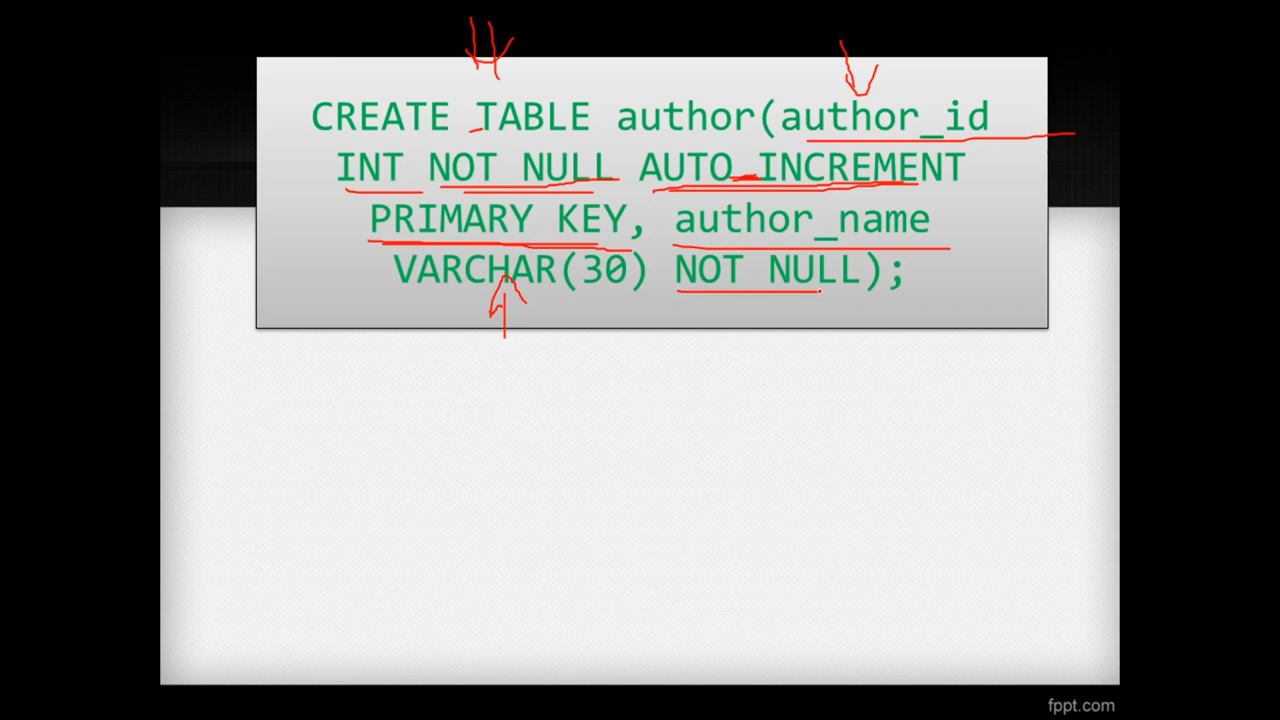 CREATE TABLE author(author_id
INT NOT NULL AUTO_INCREMENT
PRIMARY KEY, author_name
VARCHAR(30) NOT NULL);
fppt.com